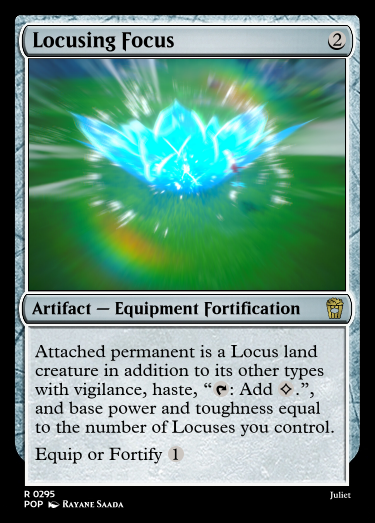 Locusing Focus 2
Artifact — Equipment Fortification
Attached permanent is a Locus land
creature in addition to its other types
with vigilance, haste, “: Add .”,
and base power and toughness equal
to the number of Locuses you control.
Equip or Fortify 1
R 0295
POP Rayane Saada
Juliet